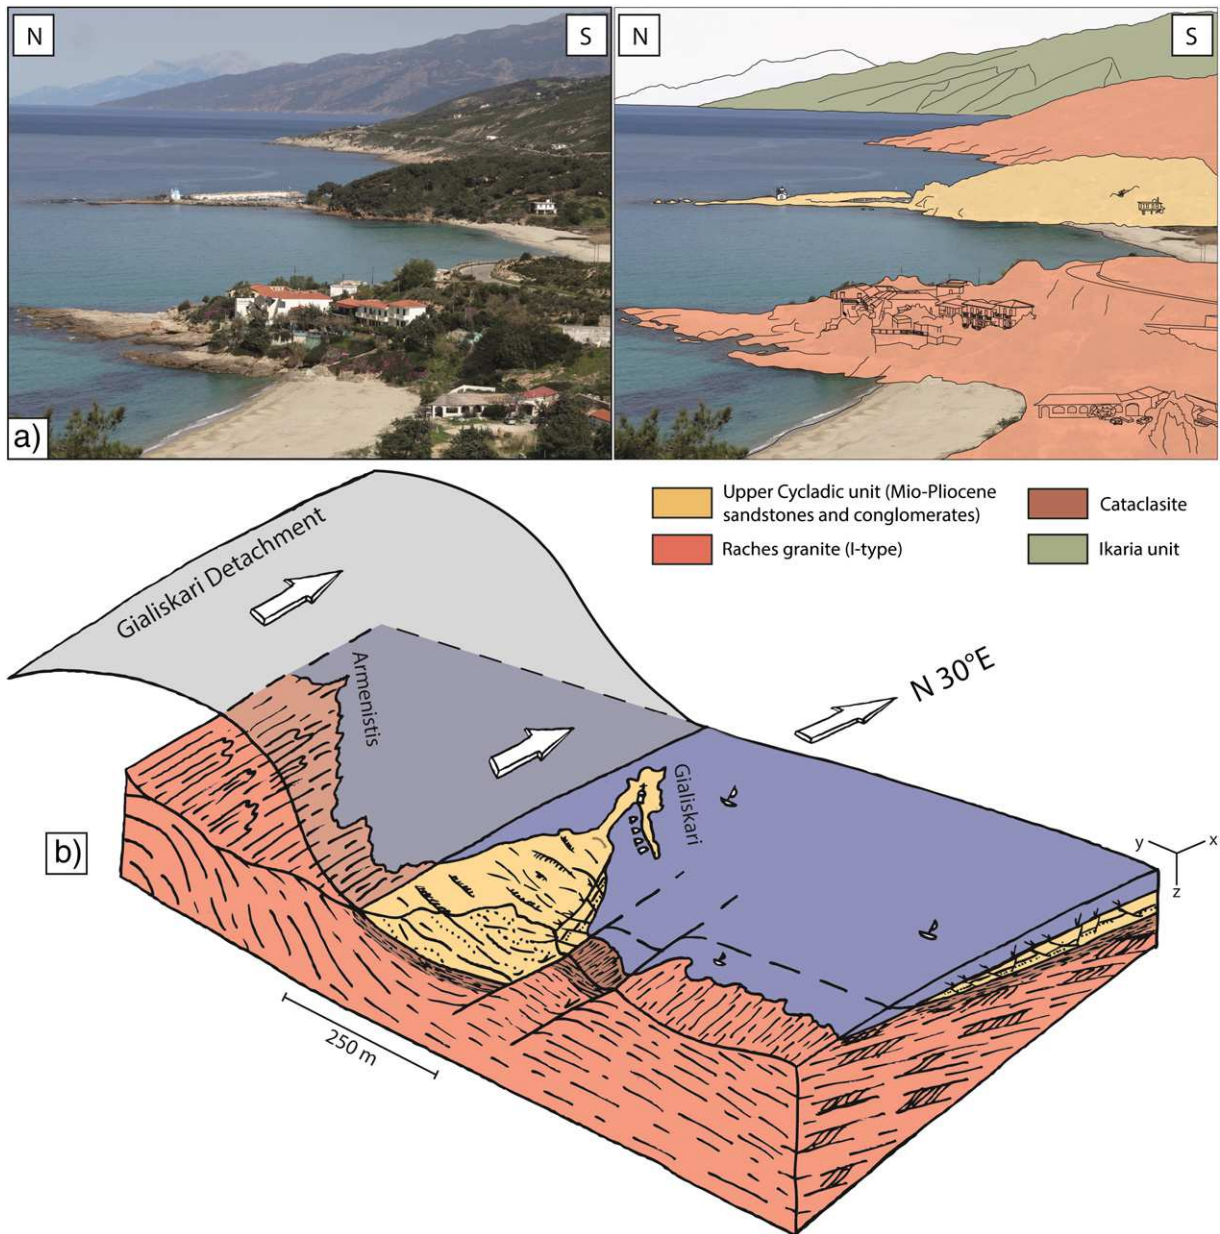 N
S
N
S
a)
Upper Cycladic unit (Mio-Pliocene
sandstones and conglomerates)
Raches granite (I-type)
Cataclasite
Ikaria unit
Gialiskari Detachment
Armenistis
N 30°E
Gialiskari
b)
y
x
z
250 m